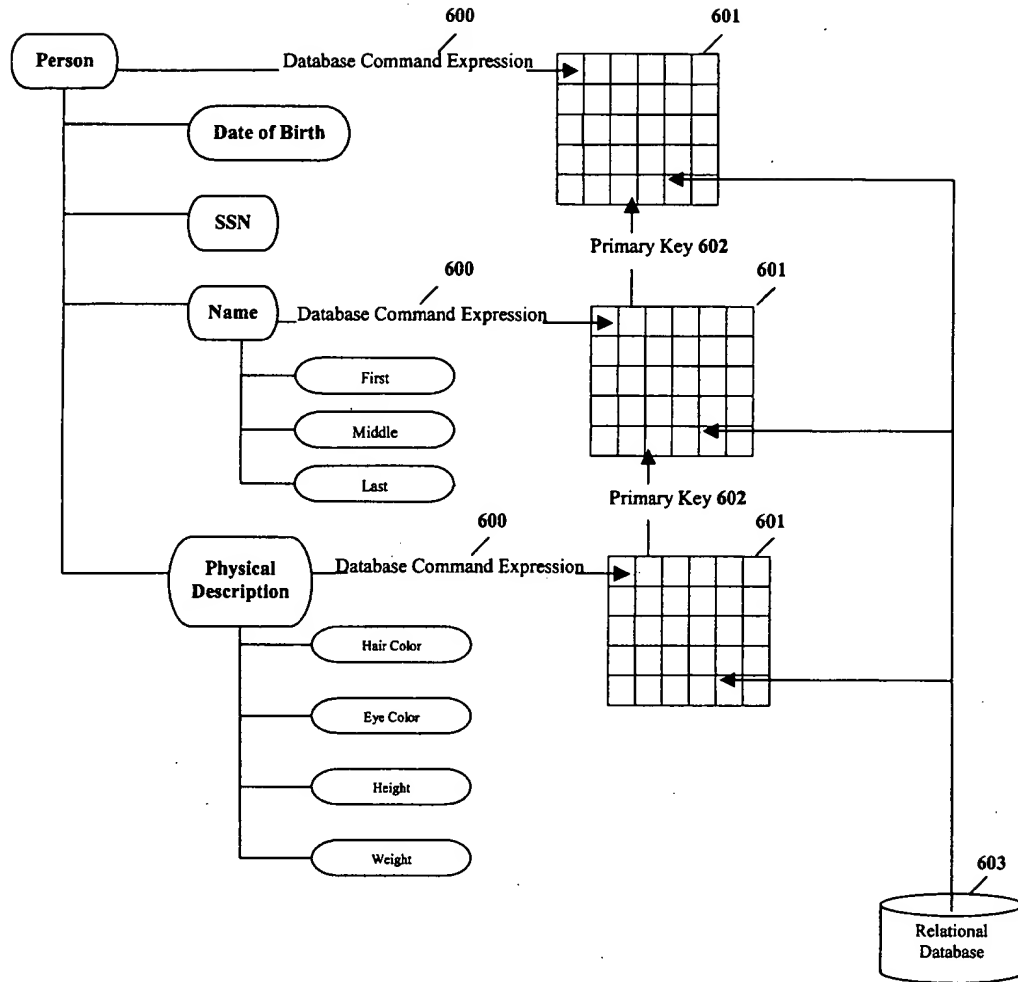 600
601
Person
Database Command Expression
Date of Birth
SSN
Primary Key 602
600
601
Name
Database Command Expression
First
Middle
Last
Primary Key 602
600
601
Physical
Description
Database Command Expression
Hair Color
Eye Color
Height
Weight
603
Relational
Database